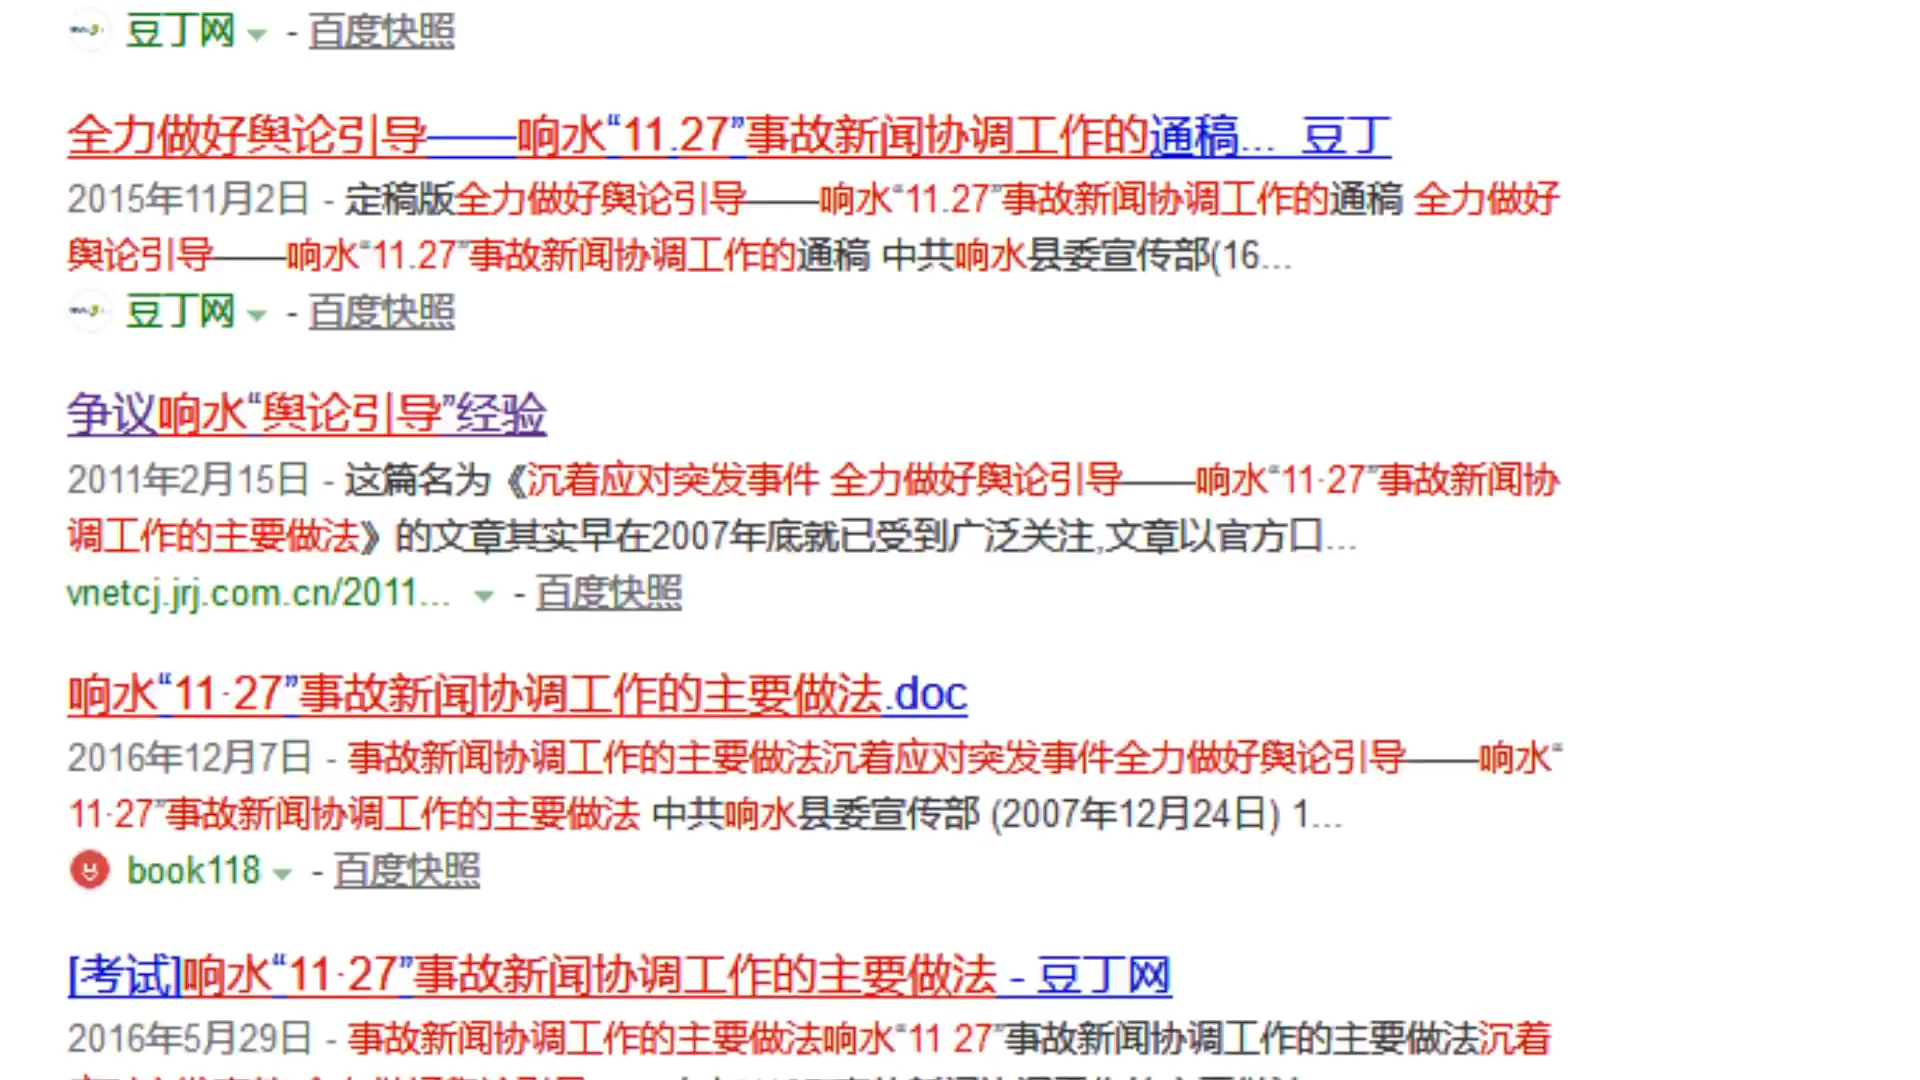 豆丁网 - 百度快照
全力做好舆论引导——响水“11.27”事故新闻协调工作的通稿... 豆丁
2015年11月2日 - 定稿版全力做好舆论引导——响水“11.27”事故新闻协调工作的通稿 全力做好
舆论引导——响水“11.27”事故新闻协调工作的通稿 中共响水县委宣传部(16...
豆丁网 - 百度快照
争议响水“舆论引导”经验
2011年2月15日 - 这篇名为《沉着应对突发事件 全力做好舆论引导——响水“11·27”事故新闻协
调工作的主要做法》的文章其实早在2007年底就已受到广泛关注,文章以官方口...
vnetcj.jrj.com.cn/2011... - 百度快照
响水“11·27”事故新闻协调工作的主要做法.doc
2016年12月7日 - 事故新闻协调工作的主要做法沉着应对突发事件全力做好舆论引导——响水“
11·27”事故新闻协调工作的主要做法 中共响水县委宣传部 (2007年12月24日) 1...
book118 - 百度快照
[考试]响水“11·27”事故新闻协调工作的主要做法 - 豆丁网
2016年5月29日 - 事故新闻协调工作的主要做法响水“11 27”事故新闻协调工作的主要做法沉着